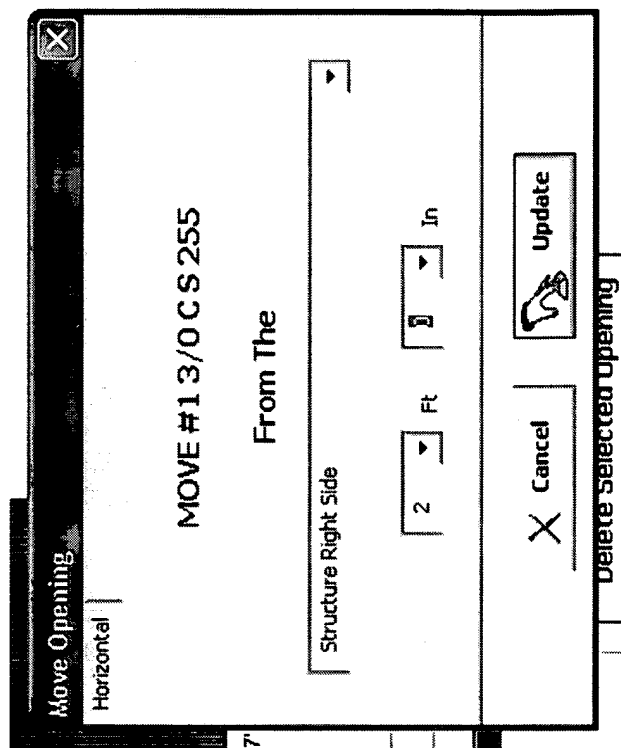 Move Opening
Horizontal
MOVE #1 3/0 C S 255
From The
Structure Right Side
2 Ft In
Cancel Update
Delete Selected Opening
7'